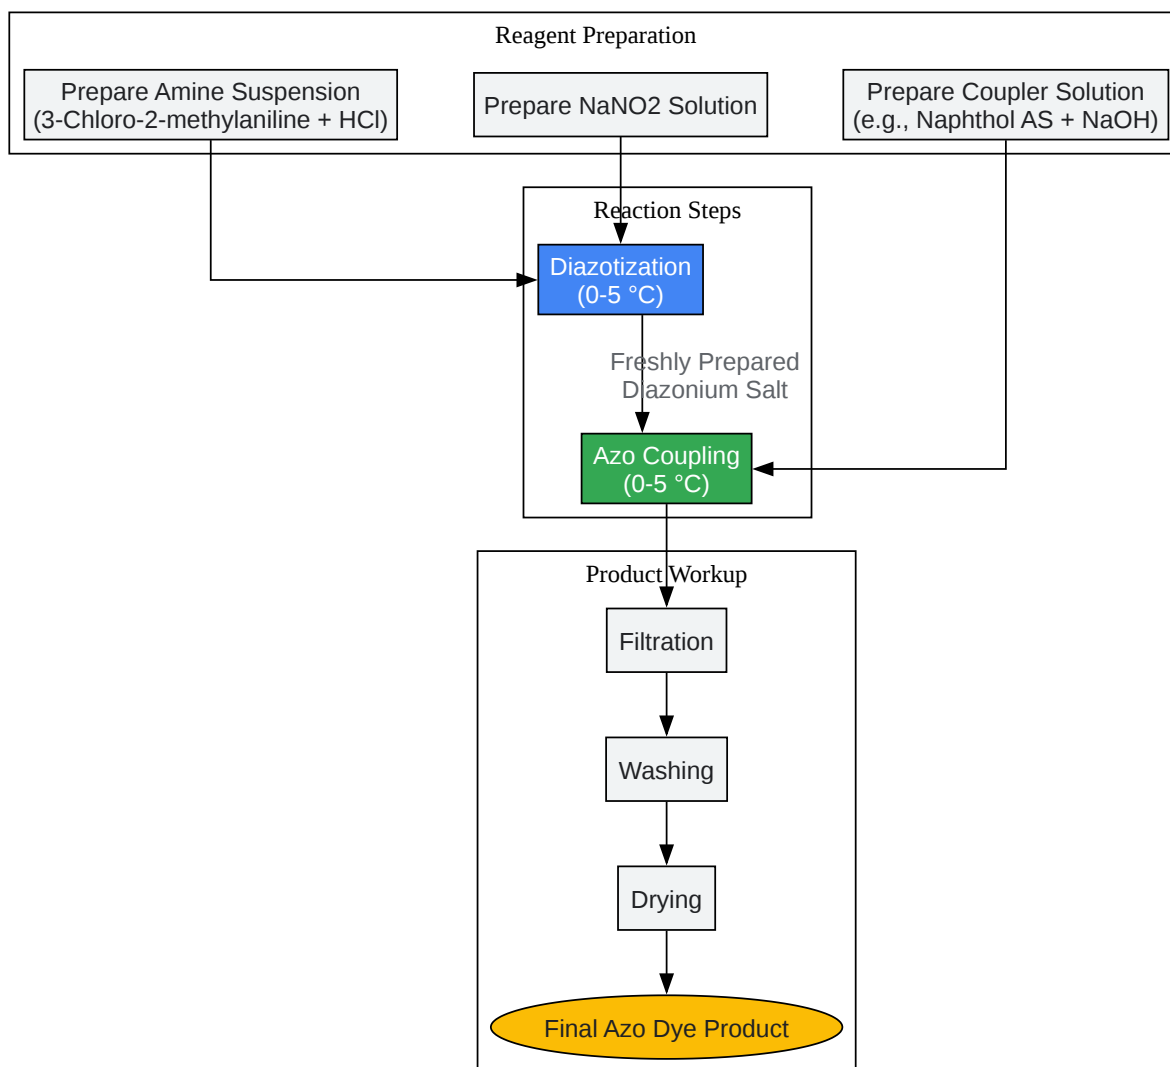 Reagent Preparation
Prepare Amine Suspension
(3-Chloro-2-methylaniline + HCl)
Prepare NaNO2 Solution
Prepare Coupler Solution
(e.g., Naphthol AS + NaOH)
Reaction Steps
Diazotization
(0-5 °C)
Freshly Prepared
Diazonium Salt
Azo Coupling
(0-5 °C)
Product Workup
Filtration
Washing
Drying
Final Azo Dye Product